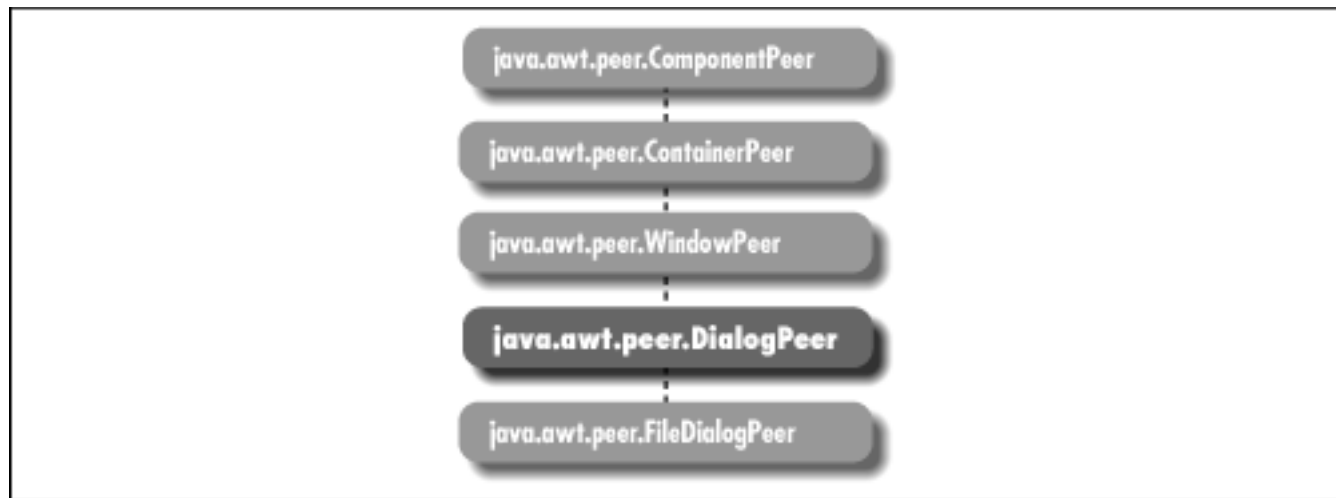 java.awt.peer.ComponentPeer
java.awt.peer.ContainerPeer
java.awt.peer.WindowPeer
java.awt.peer.DialogPeer
java.awt.peer.FileDialogPeer